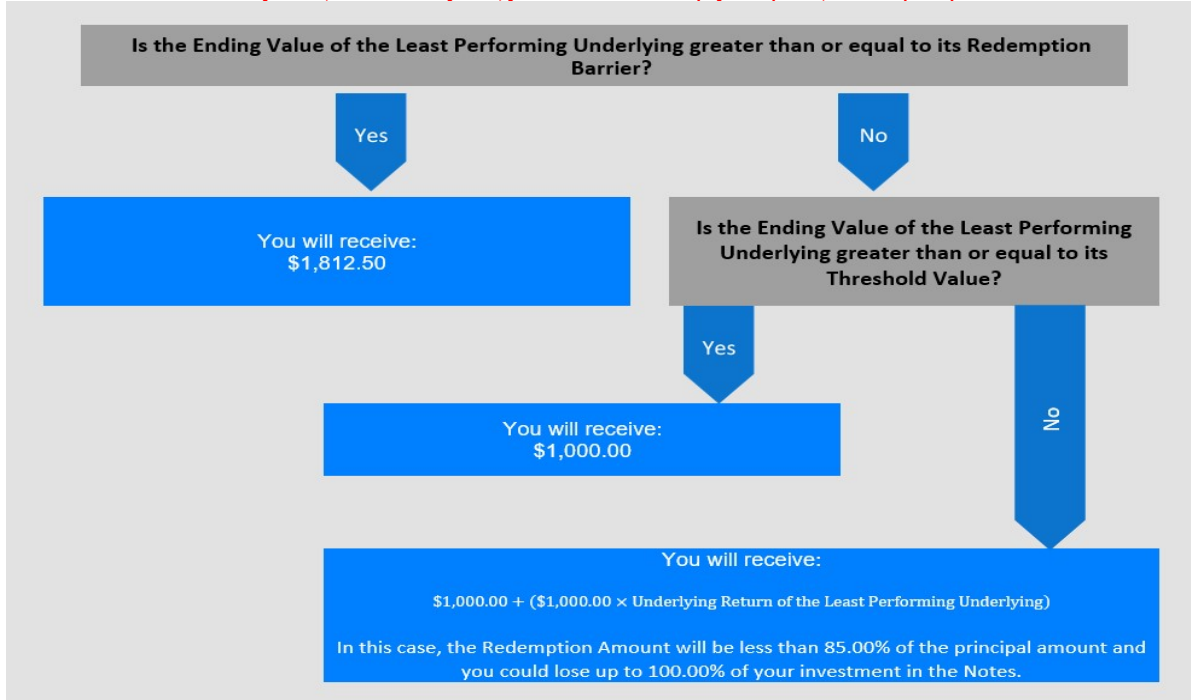 Is the Ending Value of the Least Performing Underlying greater than or equal to its Redemption
Barrier?
Yes
No
You will receive:
$1,812.50
Is the Ending Value of the Least Performing
Underlying greater than or equal to its
Threshold Value?
Yes
No
You will receive:
$1,000.00
You will receive:
$1,000.00 + ($1,000.00 × Underlying Return of the Least Performing Underlying)
In this case, the Redemption Amount will be less than 85.00% of the principal amount and
you could lose up to 100.00% of your investment in the Notes.